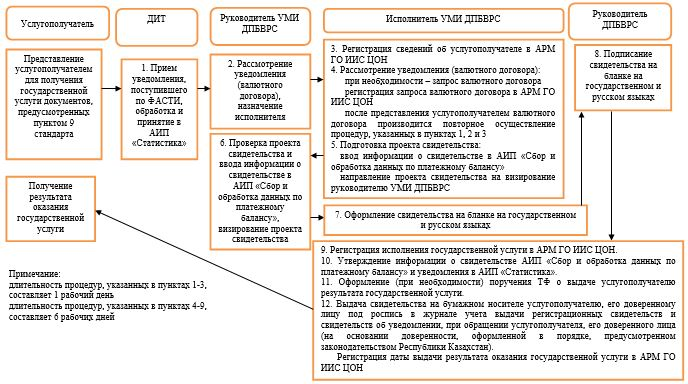 Услугополучатель
ДИТ
Руководитель УМИ
ДПБВРС
Исполнитель УМИ ДПБВРС
Руководитель
ДПБВРС
Представление
услугополучателем
для получения
государственной
услуги документов,
предусмотренных
пунктом 9
стандарта
1. Прием
уведомления,
поступившего
по ФАСТИ,
обработка и
принятие в
АИП
«Статистика»
2. Рассмотрение
уведомления
(валютного
договора),
назначение
исполнителя
3. Регистрация сведений об услугополучателе в АРМ
ГО ИИС ЦОН
4. Рассмотрение уведомления (валютного договора):
при необходимости – запрос валютного договора
регистрация запроса валютного договора в АРМ ГО
ИИС ЦОН
после представления услугополучателем валютного
договора производится повторное осуществление
процедур, указанных в пунктах 1, 2 и 3
5. Подготовка проекта свидетельства:
ввод информации о свидетельстве в АИП «Сбор и
обработка данных по платежному балансу»
направление проекта свидетельства на визирование
руководителю УМИ ДПБВРС
8. Подписание
свидетельства на
бланке на
государственном и
русском языках
6. Проверка проекта
свидетельства и
ввода информации о
свидетельстве в
АИП «Сбор и
обработка данных по
платежному
балансу»,
визирование проекта
свидетельства
7. Оформление свидетельства на бланке на государственном
и русском языках
Получение
результата
оказания
государственной
услуги
9. Регистрация исполнения государственной услуги в АРМ ГО ИИС ЦОН.
10. Утверждение информации о свидетельстве АИП «Сбор и обработка данных по
платежному балансу» и уведомления в АИП «Статистика».
11. Оформление (при необходимости) поручения ТФ о выдаче услугополучателю
результата государственной услуги.
12. Выдача свидетельства на бумажном носителе услугополучателю, его доверенному
лицу под роспись в журнале учета выдачи регистрационных свидетельств и
свидетельств об уведомлении, при обращении услугополучателя, его доверенного лица
(на основании доверенности, оформленной в порядке, предусмотренном
законодательством Республики Казахстан).
Регистрация даты выдачи результата оказания государственной услуги в АРМ ГО
ИИС ЦОН
Примечание:
длительность процедур, указанных в пунктах 1-3,
составляет 1 рабочий день
длительность процедур, указанных в пунктах 4-9,
составляет 6 рабочих дней